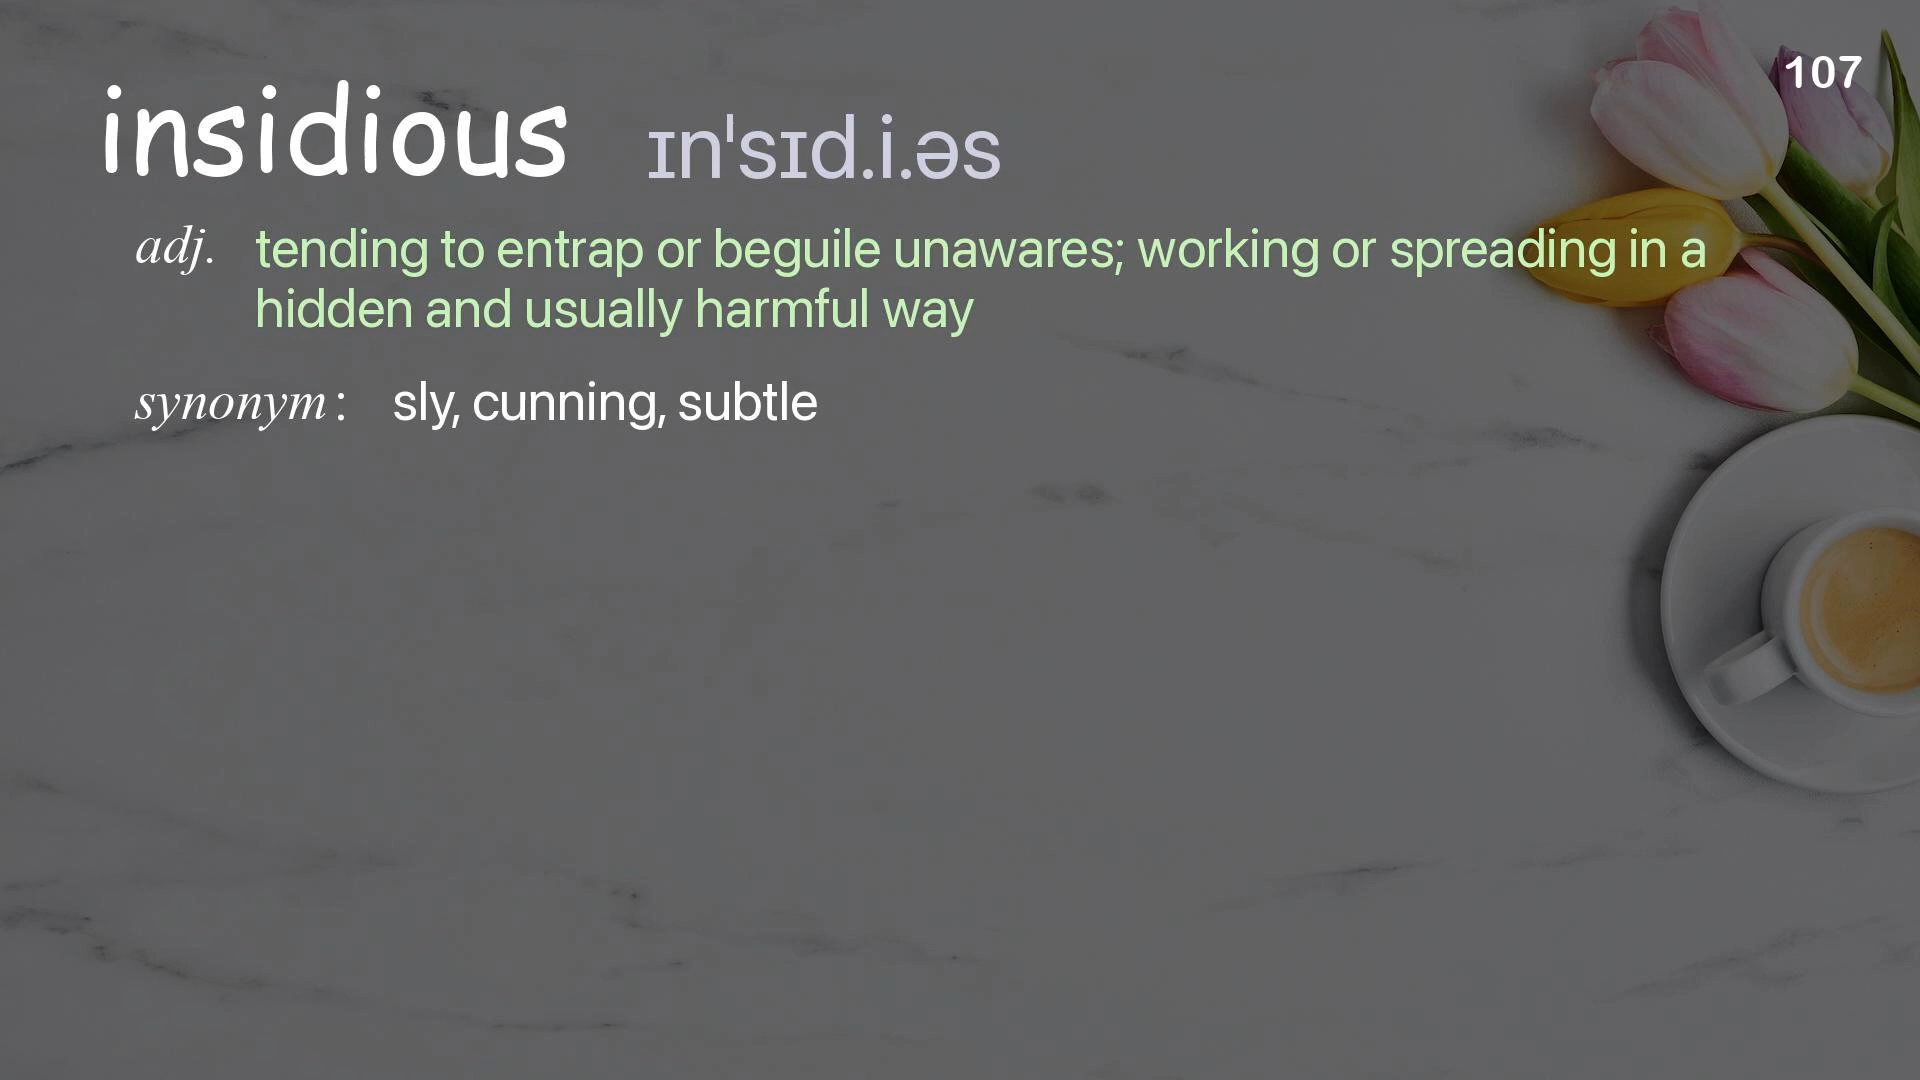 107
insidious ɪnˈsɪd.i.əs
adj. tending to entrap or beguile unawares; working or spreading in a
hidden and usually harmful way
synonym: sly, cunning, subtle